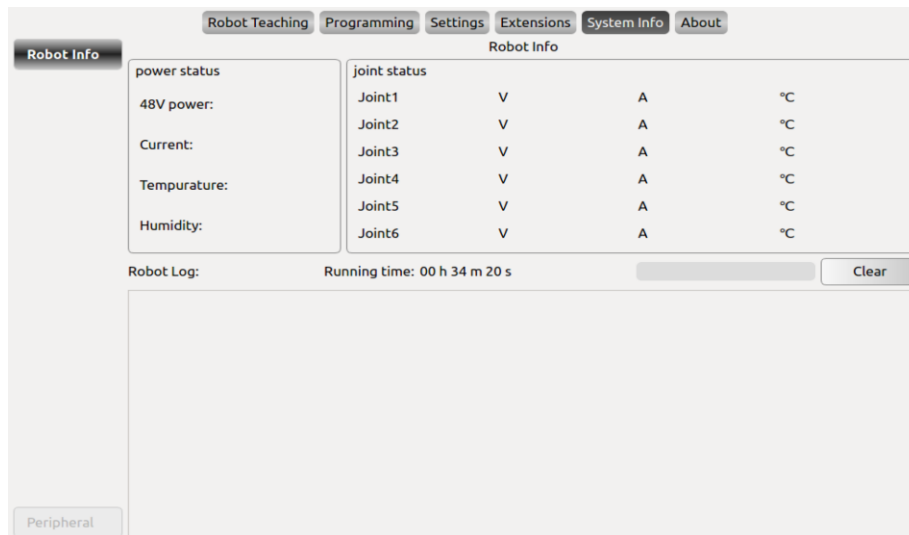 Robot Teaching Programming Settings Extensions System Info About
Robot Info
Robot Info
power status
48V power:
Current:
Tempurature:
Humidity:
joint status
Joint1 V A °C
Joint2 V A °C
Joint3 V A °C
Joint4 V A °C
Joint5 V A °C
Joint6 V A °C
Robot Log: Running time: 00 h 34 m 20 s Clear
Peripheral